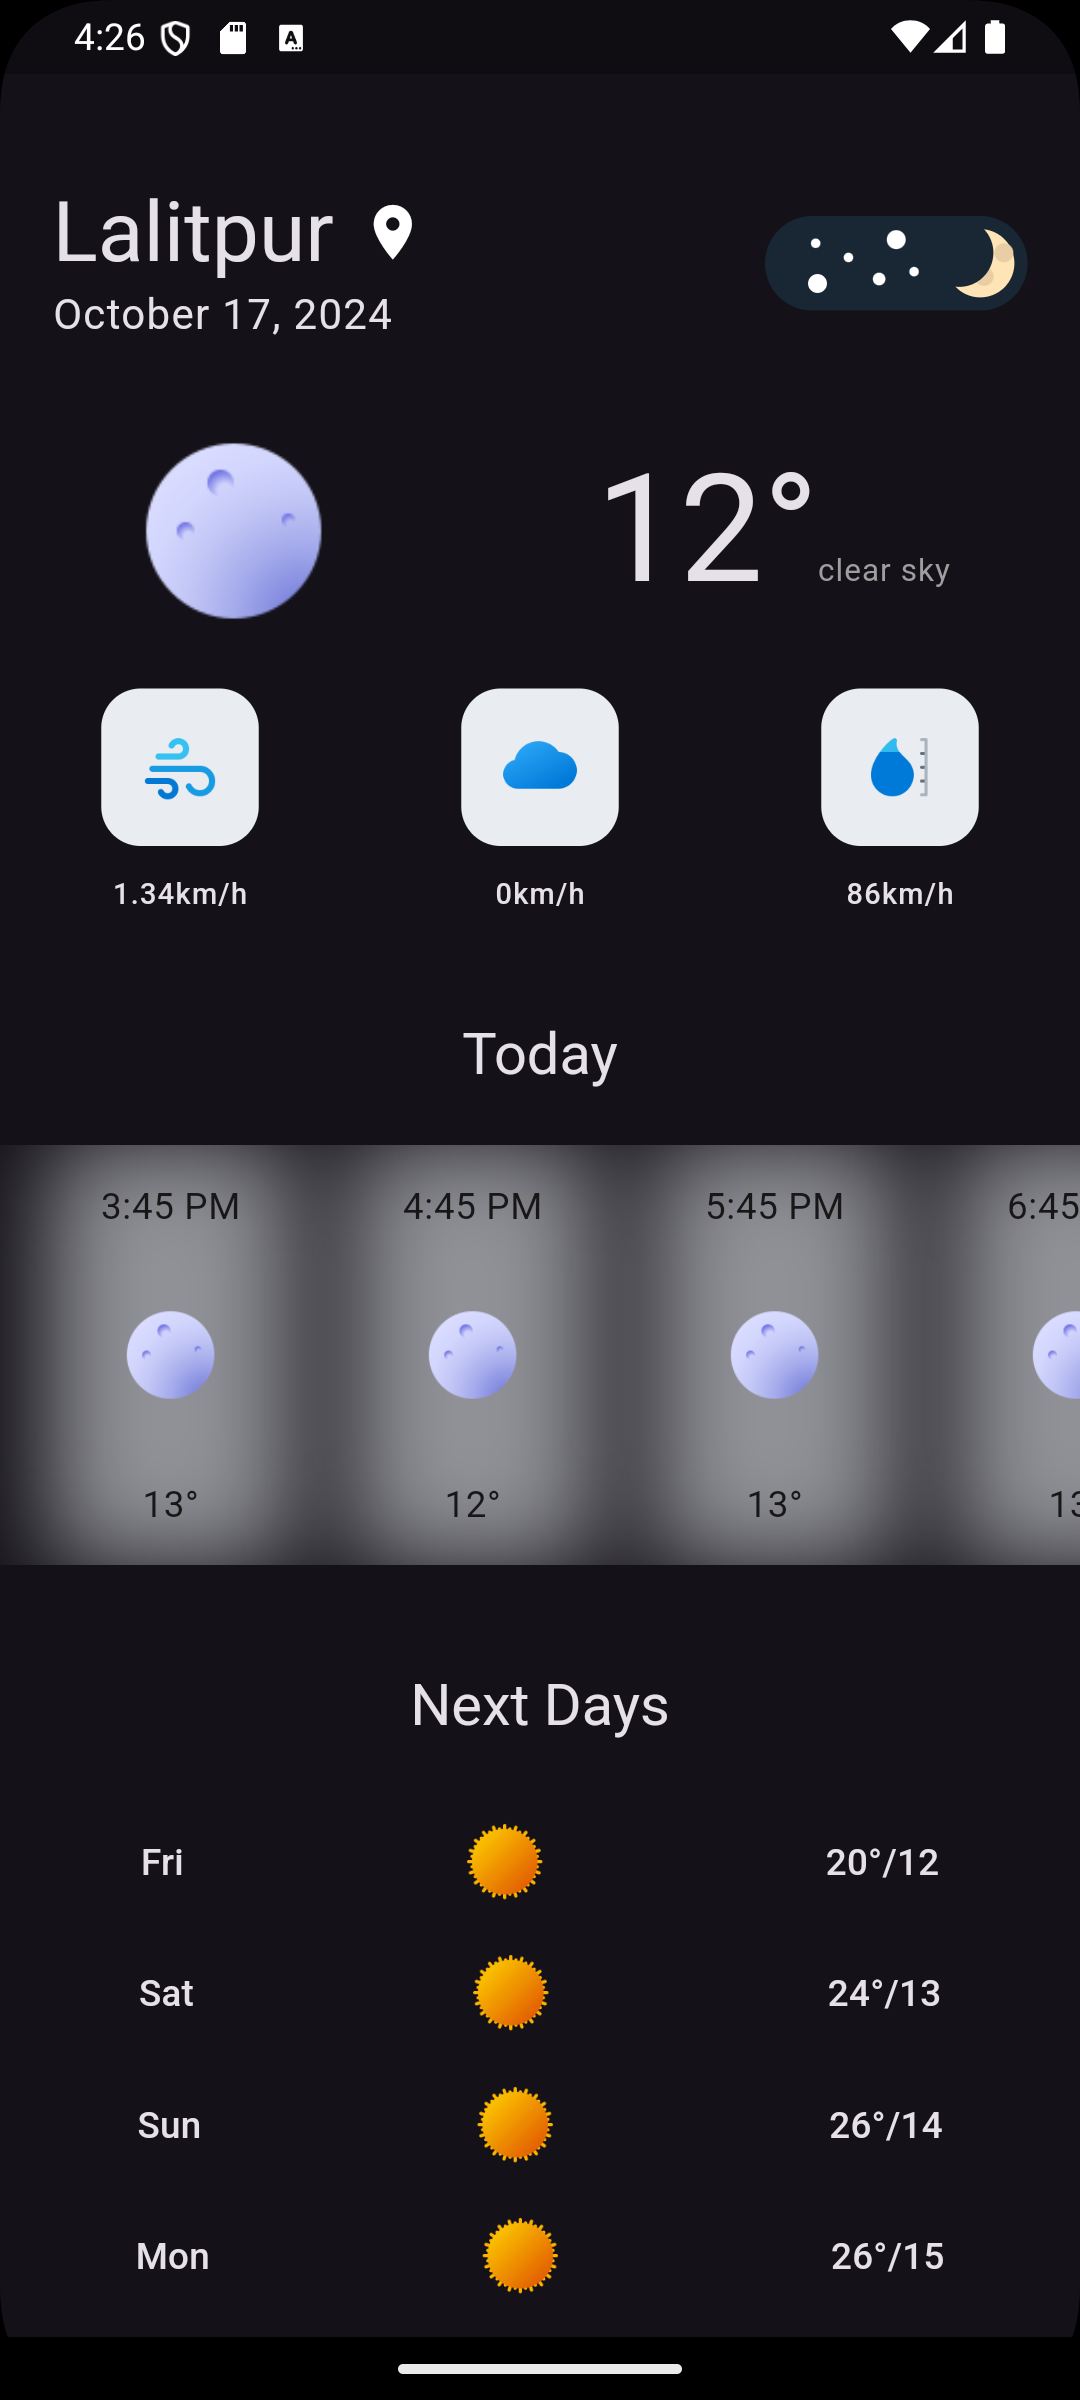 4:26
Lalitpur
October 17, 2024
12°
clear sky
1.34km/h 0km/h 86km/h
Today
3:45 PM 4:45 PM 5:45 PM 6:45
13° 12° 13° 13
Next Days
Fri 20°/12
Sat 24°/13
Sun 26°/14
Mon 26°/15